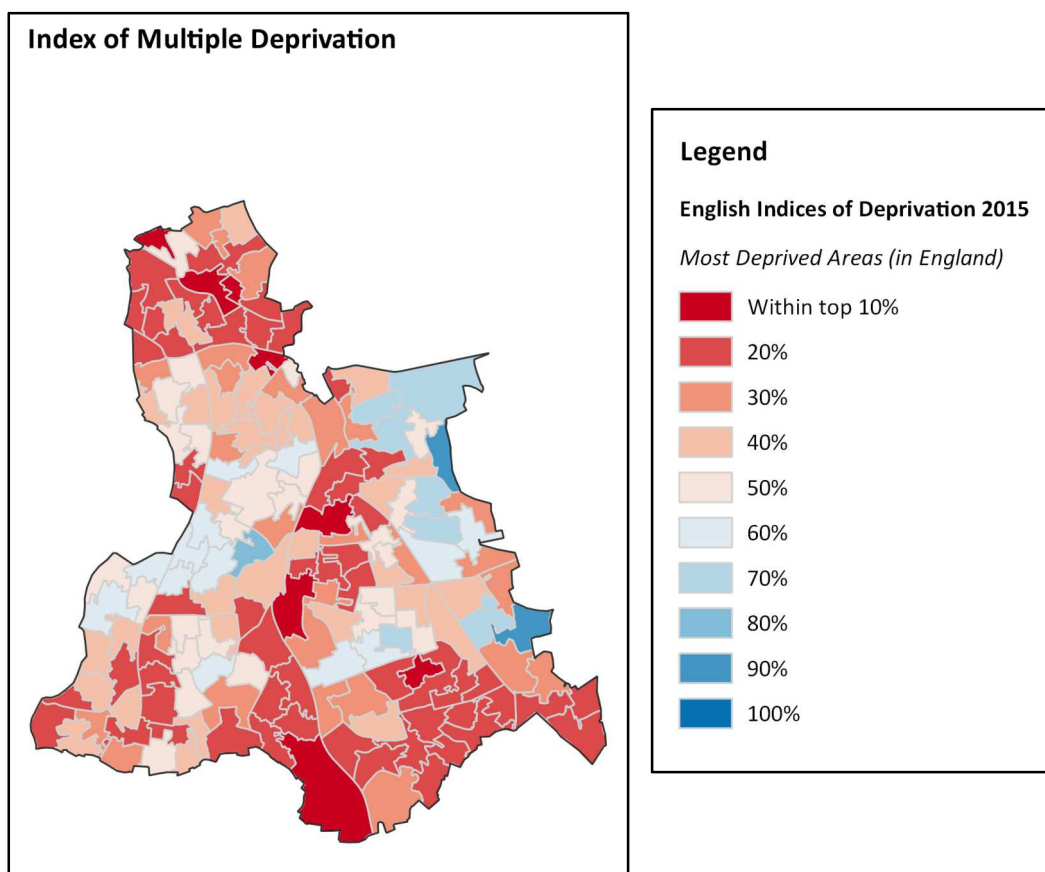 Index of Multiple Deprivation
Legend
English Indices of Deprivation 2015
Most Deprived Areas (in England)
Within top 10%
20%
30%
40%
50%
60%
70%
80%
90%
100%